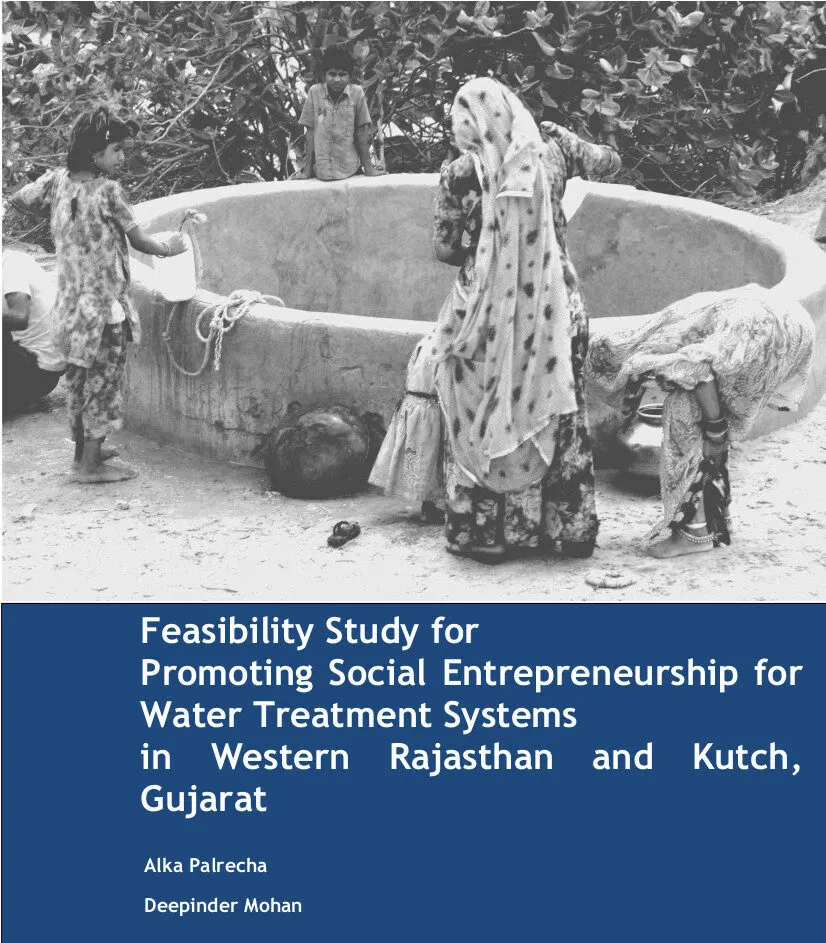 Feasibility Study for
Promoting Social Entrepreneurship for
Water Treatment Systems
in Western Rajasthan and Kutch,
Gujarat
Alka Palrecha
Deepinder Mohan